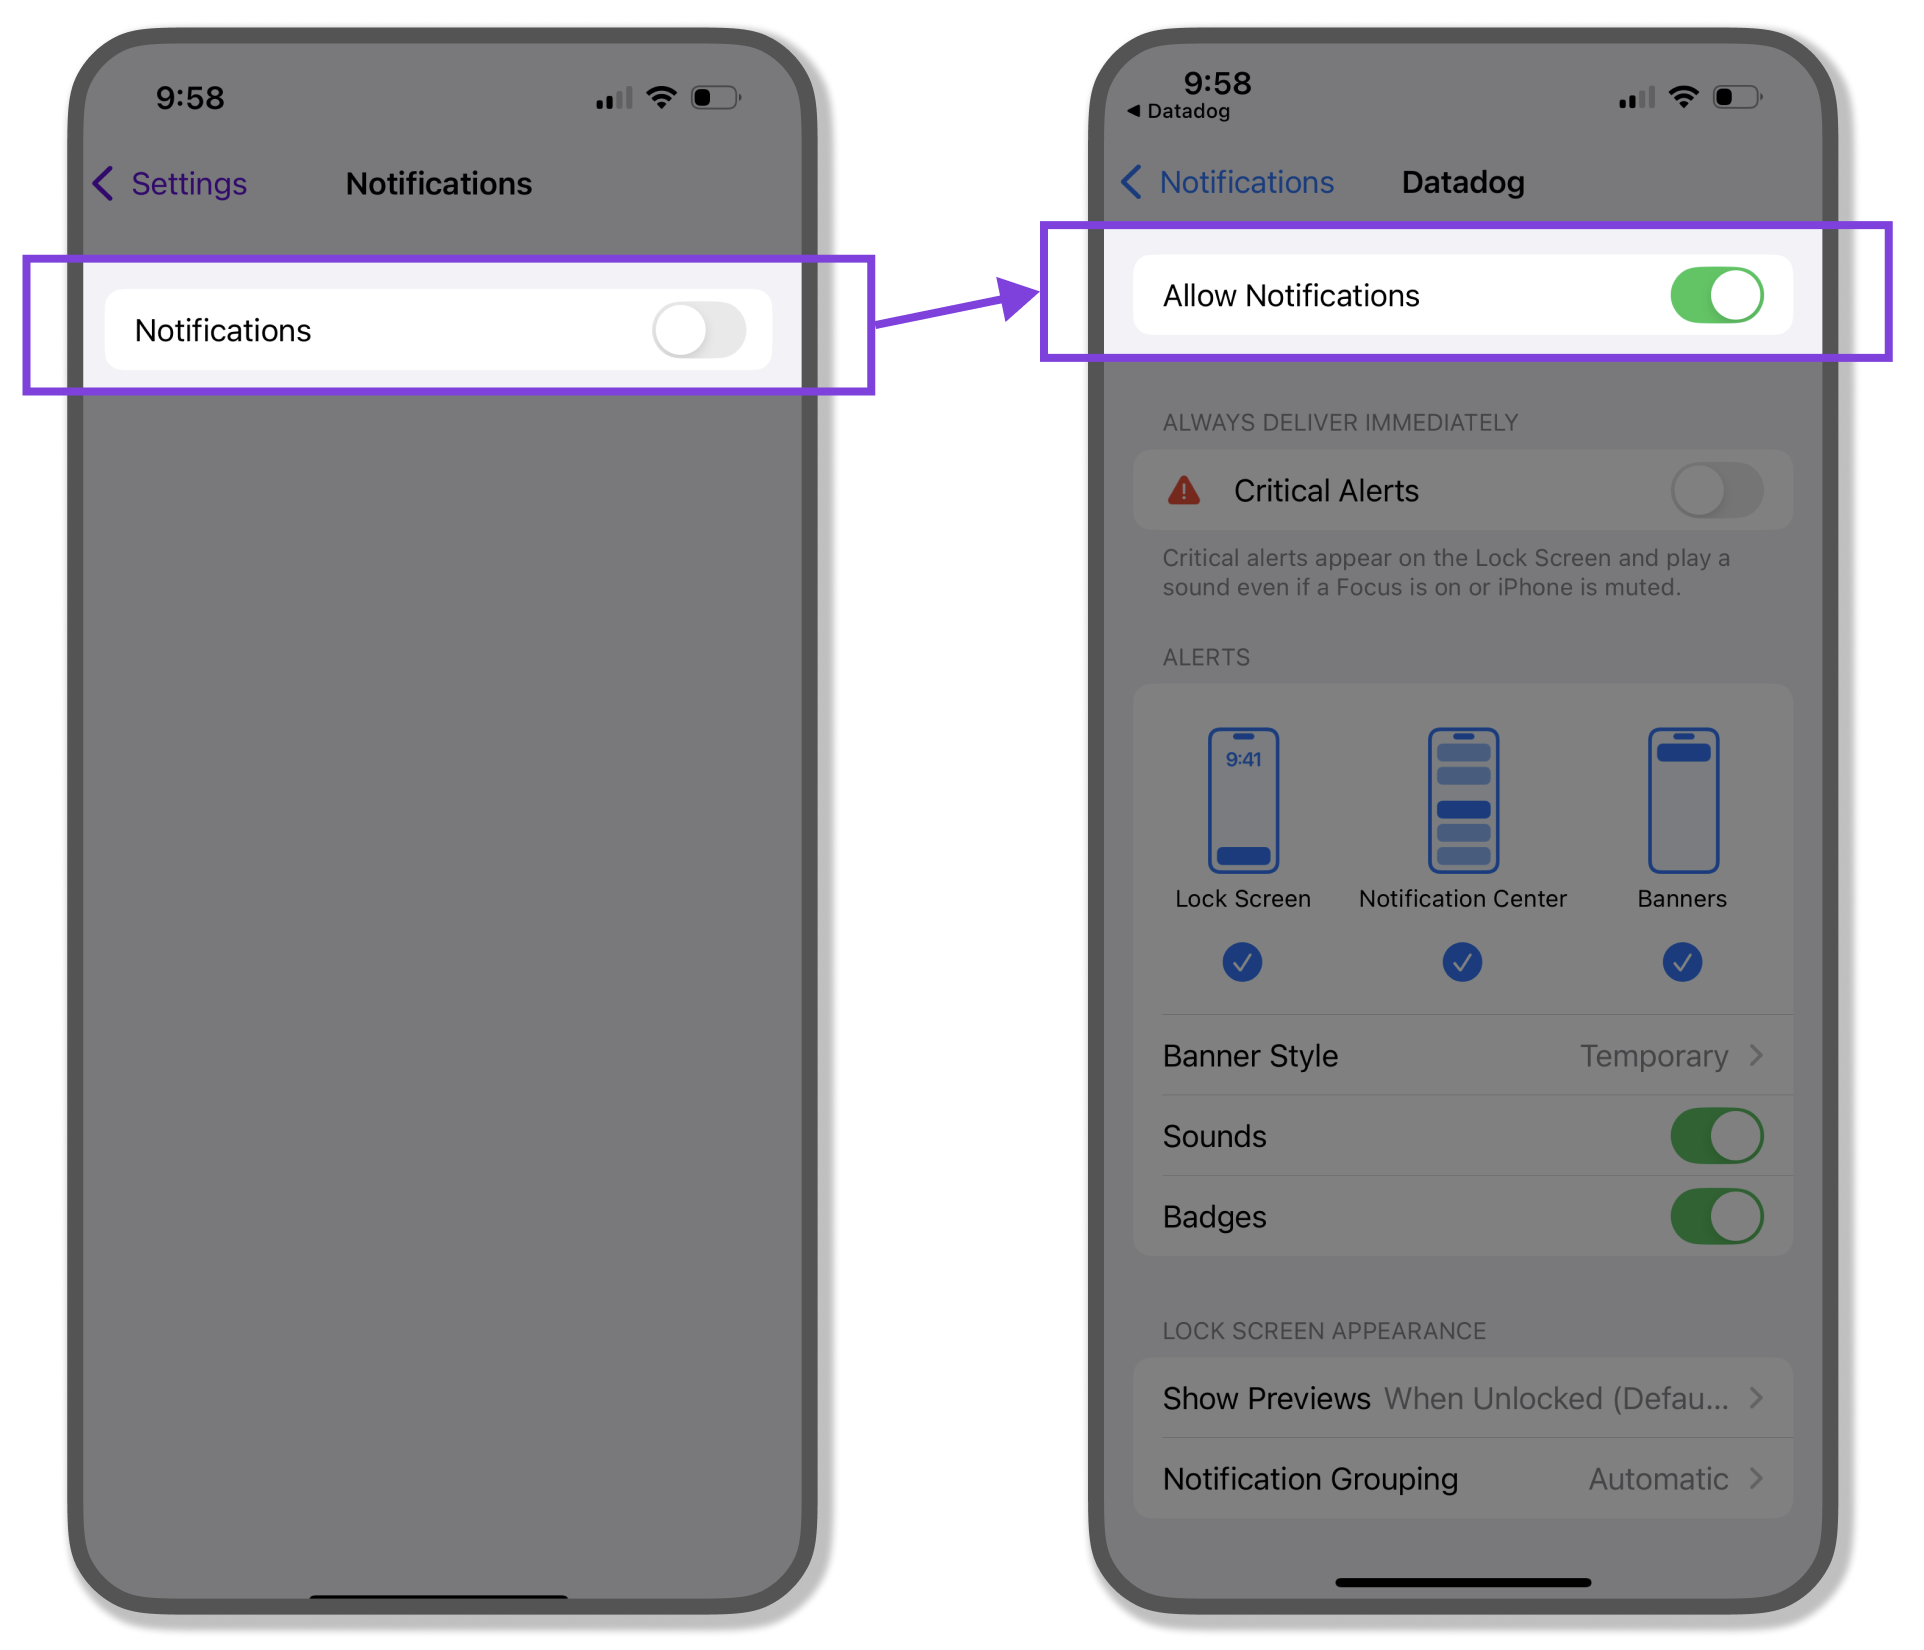 9:58
Settings
Notifications
Notifications
9:58
◀ Datadog
Notifications
Datadog
Allow Notifications
ALWAYS DELIVER IMMEDIATELY
Critical Alerts
Critical alerts appear on the Lock Screen and play a
sound even if a Focus is on or iPhone is muted.
ALERTS
9:41
Lock Screen
Notification Center
Banners
Banner Style
Temporary
Sounds
Badges
LOCK SCREEN APPEARANCE
Show Previews
When Unlocked (Defau...
Notification Grouping
Automatic